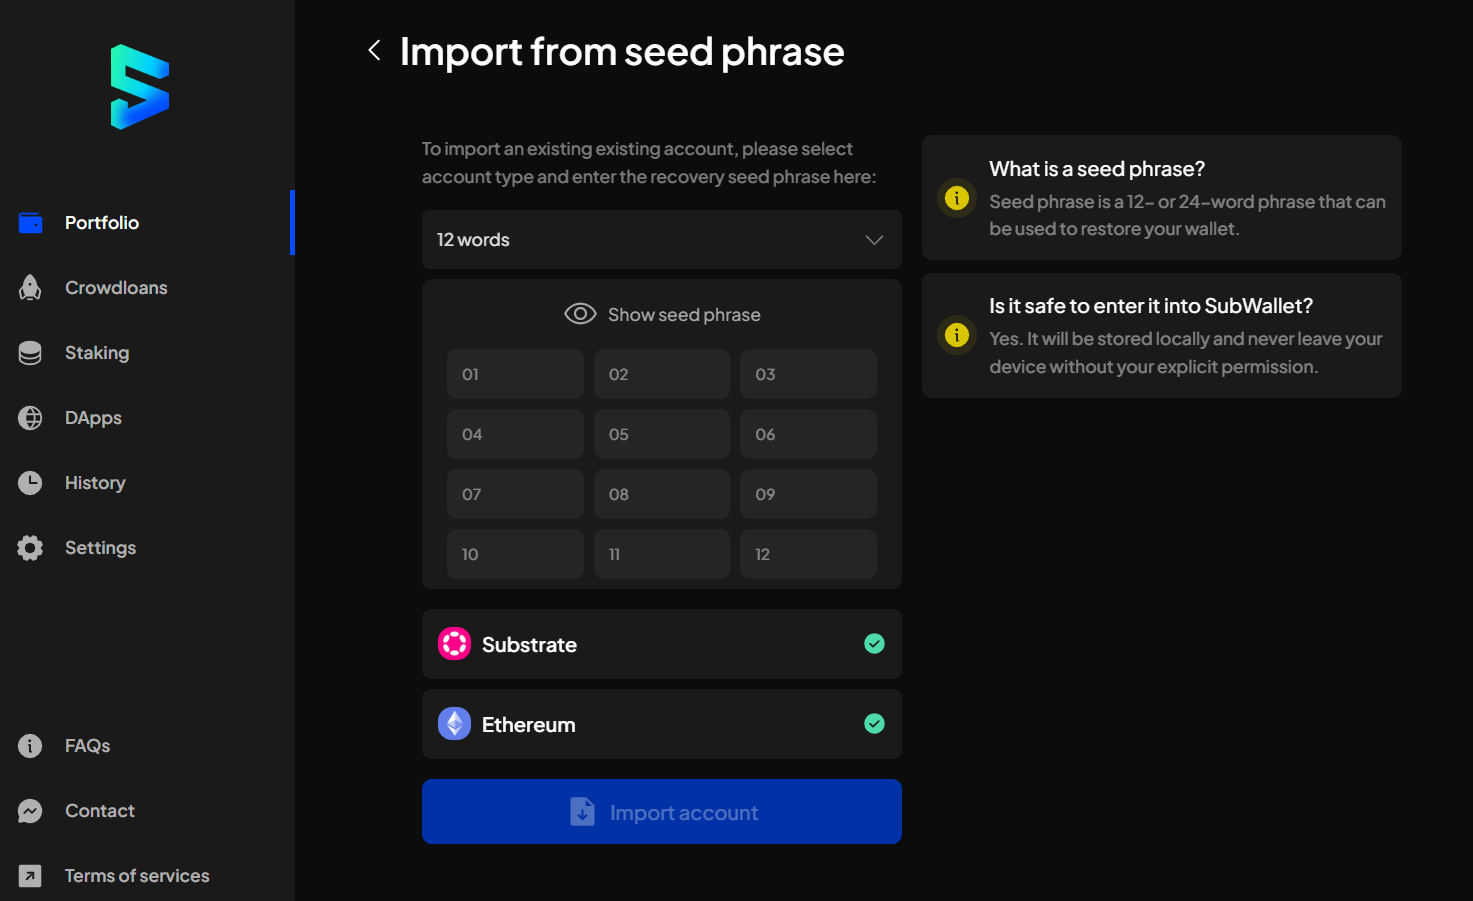 Import from seed phrase
Portfolio
Crowdloans
Staking
DApps
History
Settings
FAQs
Contact
Terms of services
To import an existing existing account, please select
account type and enter the recovery seed phrase here:
12 words
Show seed phrase
01 02 03
04 05 06
07 08 09
10 11 12
Substrate
Ethereum
Import account
What is a seed phrase?
Seed phrase is a 12– or 24–word phrase that can
be used to restore your wallet.
Is it safe to enter it into SubWallet?
Yes. It will be stored locally and never leave your
device without your explicit permission.